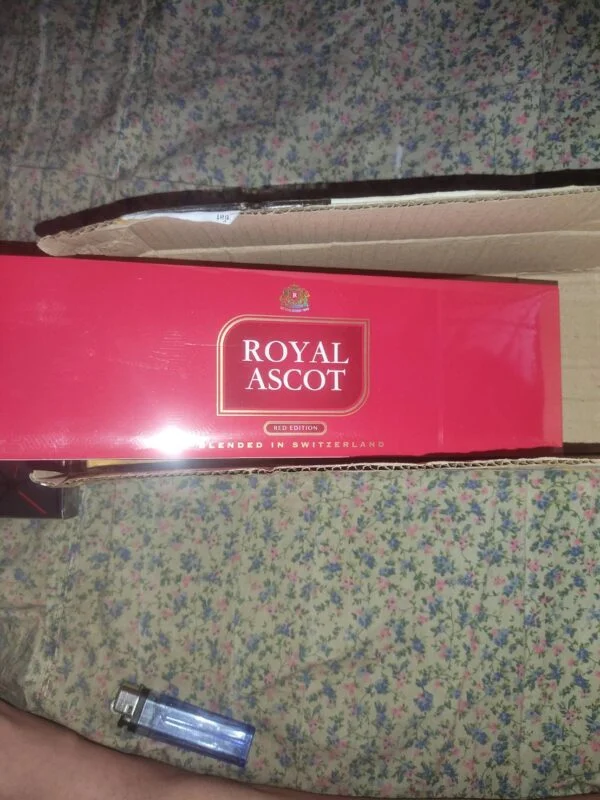 ROYAL
ASCOT
RED EDITION
BLENDED IN SWITZERLAND